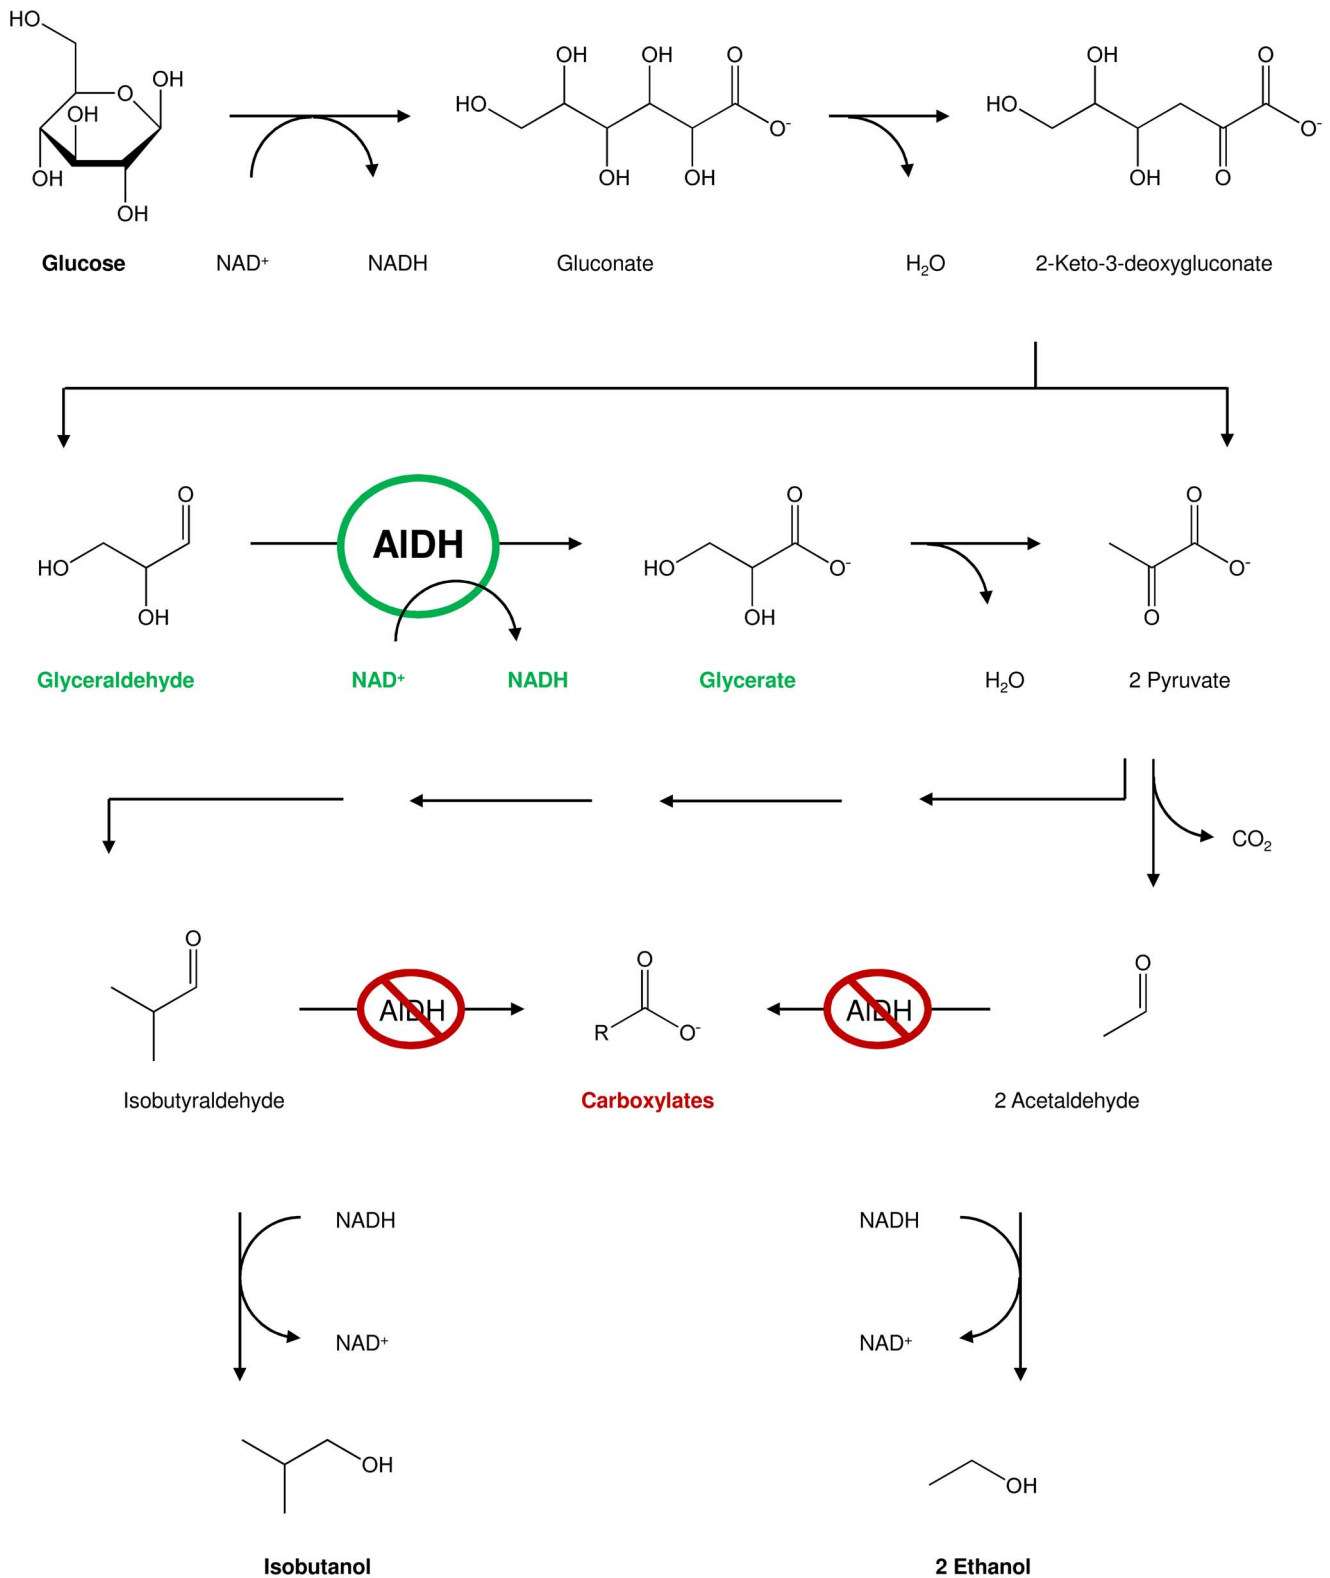 HO
OH
O
OH
OH
OH
OH
OH
O
HO
O-
OH
OH
OH
O
HO
O-
OH
O
Glucose
NAD+
NADH
Gluconate
H2O
2-Keto-3-deoxygluconate
O
HO
OH
AlDH
O
HO
O-
OH
O
O-
O
Glyceraldehyde
NAD+
NADH
Glycerate
H2O
2 Pyruvate
CO2
O
AlDH
O
R
O-
AlDH
O
Isobutyraldehyde
Carboxylates
2 Acetaldehyde
NADH
NADH
NAD+
NAD+
OH
OH
Isobutanol
2 Ethanol